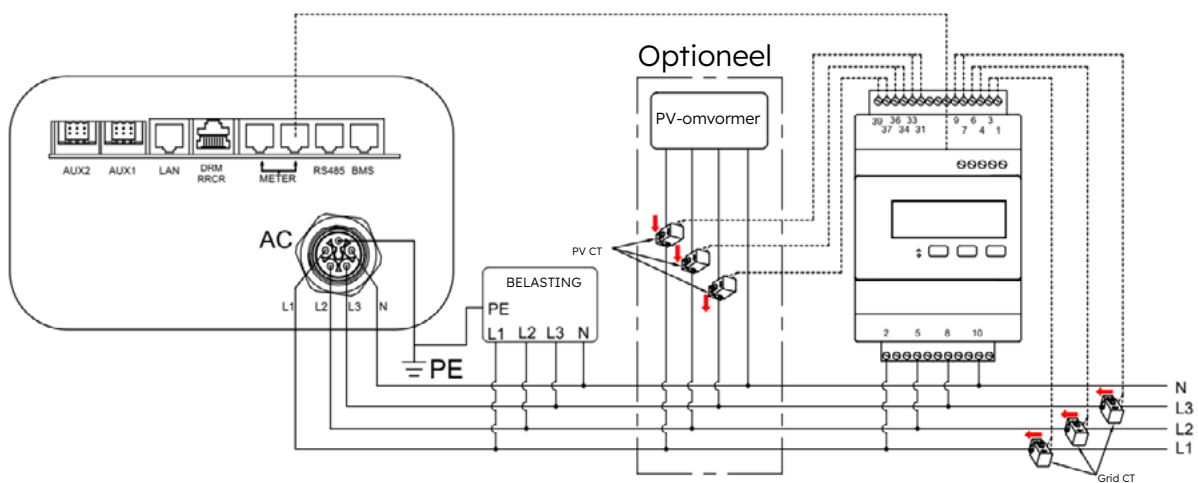 Optioneel
PV-omvormer
39 36 33 9 6 3
37 34 31 7 4 1
AUX2 AUX1 LAN DRM RRCR METER RS485 BMS
AC
L1 L2 L3 N
PV CT
BELASTING
PE
L1 L2 L3 N
PE
2 5 8 10
N
L3
L2
L1
Grid CT